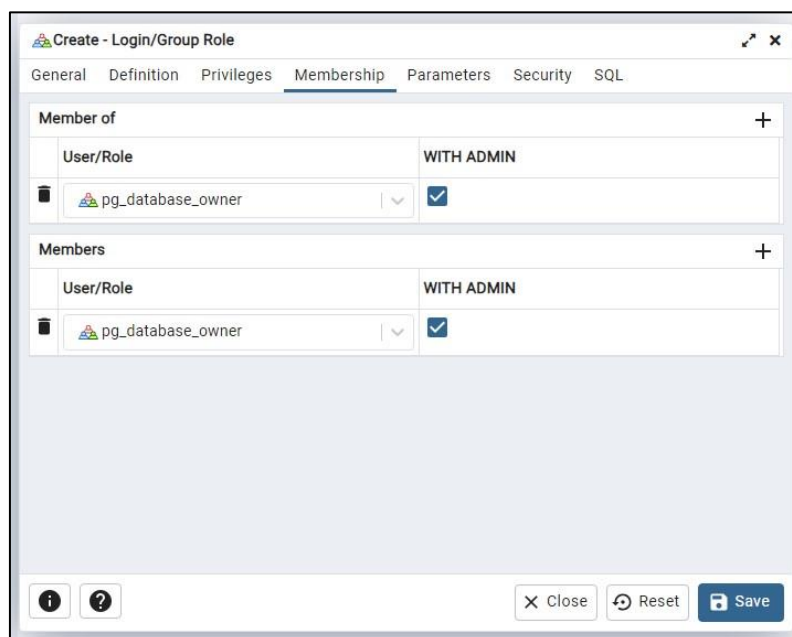 Create - Login/Group Role
General Definition Privileges Membership Parameters Security SQL
Member of
User/Role WITH ADMIN
pg_database_owner
Members
User/Role WITH ADMIN
pg_database_owner
Close Reset Save